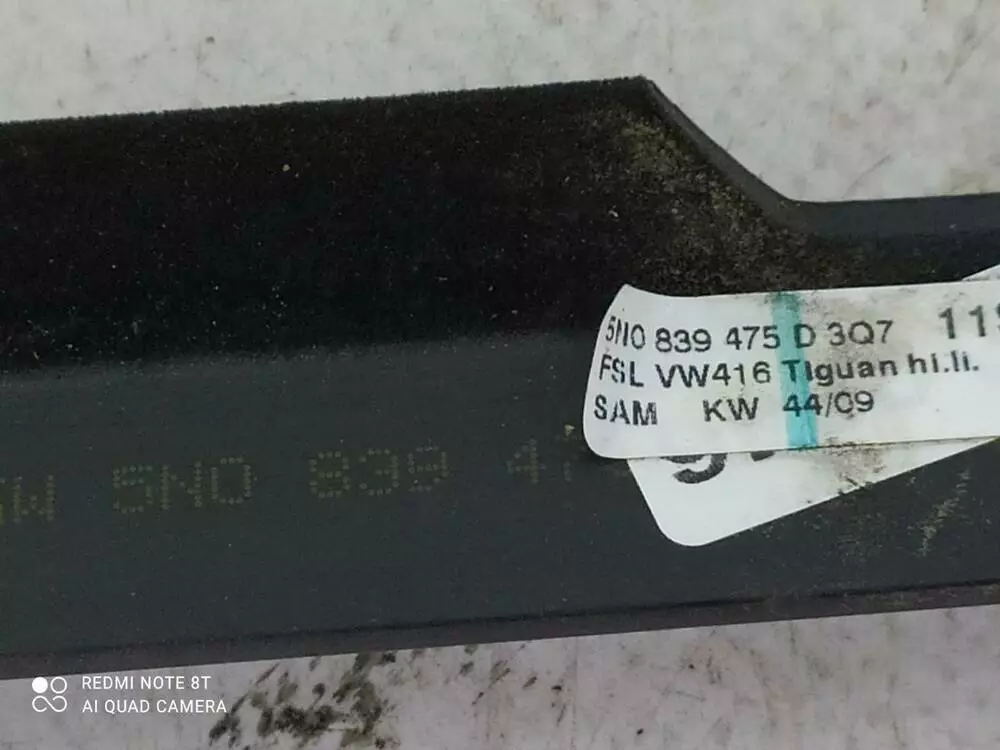 5N0 839 475 D 3Q7 119
FSL VW416 Tiguan hi.li.
SAM KW 44/09
5N0 839
REDMI NOTE 8T
AI QUAD CAMERA